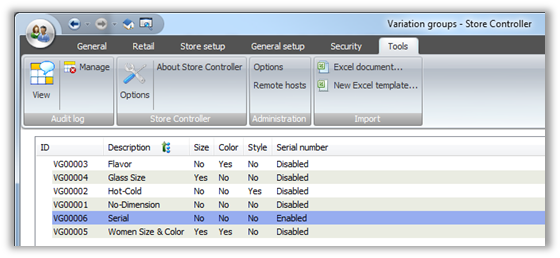 Variation groups - Store Controller
General Retail Store setup General setup Security Tools
Manage About Store Controller Options Excel document...
View Options Remote hosts New Excel template...
Audit log Store Controller Administration Import
ID Description Size Color Style Serial number
VG00003 Flavor No Yes No Disabled
VG00004 Glass Size Yes No No Disabled
VG00002 Hot-Cold No No Yes Disabled
VG00001 No-Dimension No No No Disabled
VG00006 Serial No No No Enabled
VG00005 Women Size & Color Yes Yes No Disabled